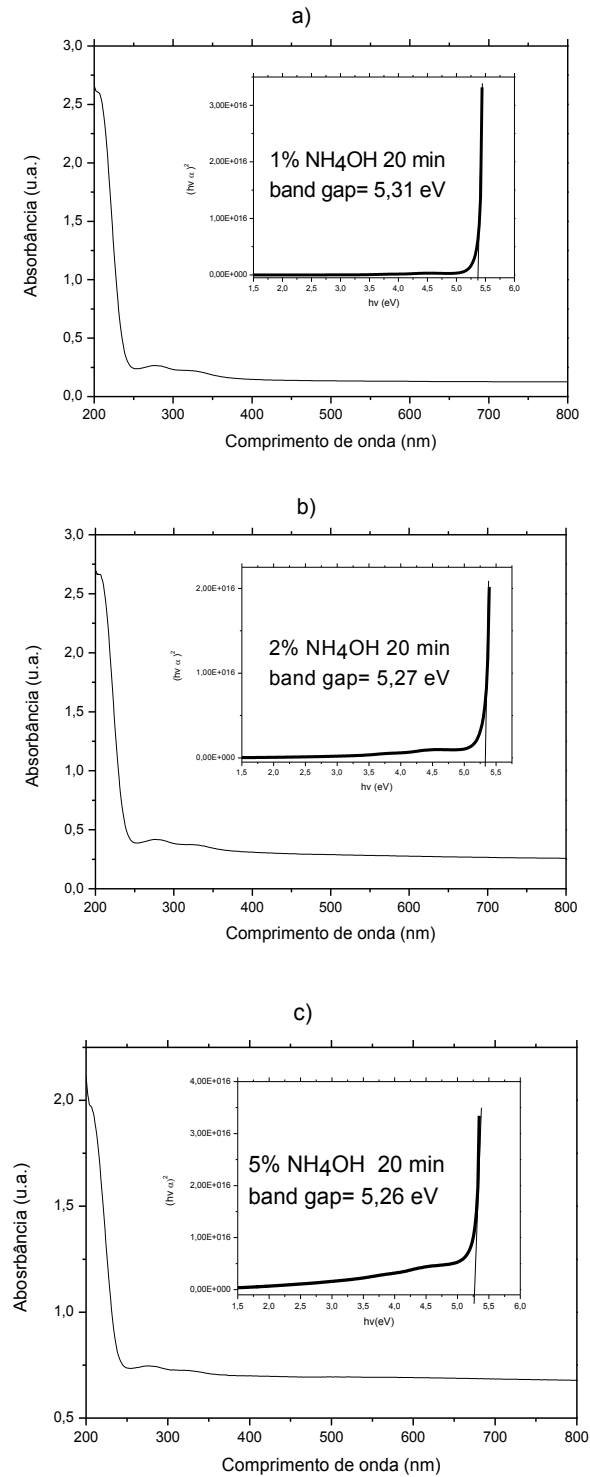 a)
3,0
2,5
2,0
1,5
1,0
0,5
0,0
Absorbância (u.a.)
200 300 400 500 600 700 800
Comprimento de onda (nm)
3,00E+016
2,00E+016
1,00E+016
0,00E+000
(hν α)²
1% NH4OH 20 min
band gap= 5,31 eV
1,5 2,0 2,5 3,0 3,5 4,0 4,5 5,0 5,5 6,0
hν (eV)
b)
3,0
2,5
2,0
1,5
1,0
0,5
0,0
Absorbância (u.a.)
200 300 400 500 600 700 800
Comprimento de onda (nm)
2,00E+016
1,00E+016
0,00E+000
(hν α)²
2% NH4OH 20 min
band gap= 5,27 eV
1,5 2,0 2,5 3,0 3,5 4,0 4,5 5,0 5,5
hν (eV)
c)
2,0
1,5
1,0
0,5
Abosrbância (u.a.)
200 300 400 500 600 700 800
Comprimento de onda (nm)
4,00E+016
3,00E+016
2,00E+016
1,00E+016
0,00E+000
(hν α)²
5% NH4OH 20 min
band gap= 5,26 eV
1,5 2,0 2,5 3,0 3,5 4,0 4,5 5,0 5,5 6,0
hν(eV)